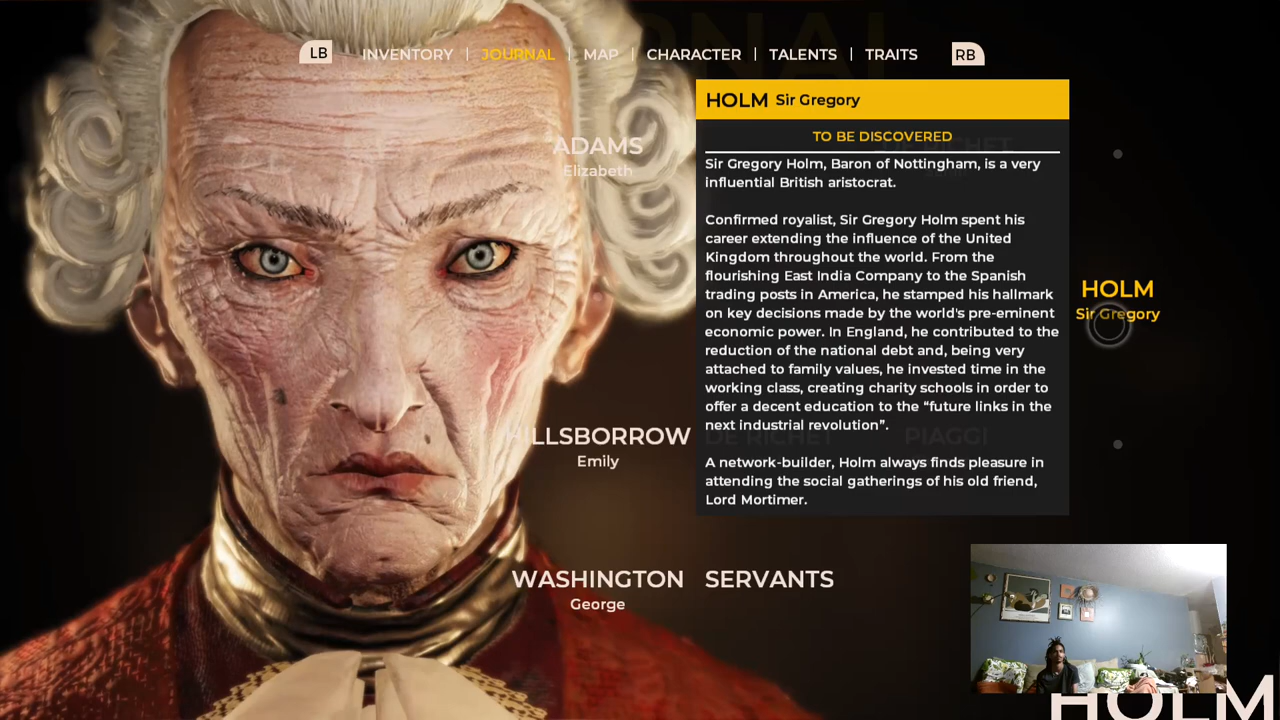 LB INVENTORY | JOURNAL | MAP | CHARACTER | TALENTS | TRAITS RB
HOLM Sir Gregory
TO BE DISCOVERED
Sir Gregory Holm, Baron of Nottingham, is a very
influential British aristocrat.
Confirmed royalist, Sir Gregory Holm spent his
career extending the influence of the United
Kingdom throughout the world. From the
flourishing East India Company to the Spanish
trading posts in America, he stamped his hallmark
on key decisions made by the world's pre-eminent
economic power. In England, he contributed to the
reduction of the national debt and, being very
attached to family values, he invested time in the
working class, creating charity schools in order to
offer a decent education to the “future links in the
next industrial revolution”.
A network-builder, Holm always finds pleasure in
attending the social gatherings of his old friend,
Lord Mortimer.
ADAMS
Elizabeth
HOLM
Sir Gregory
ILLSBORROW
Emily
DE RICHET
PIAGGI
WASHINGTON
George
SERVANTS
HOLM